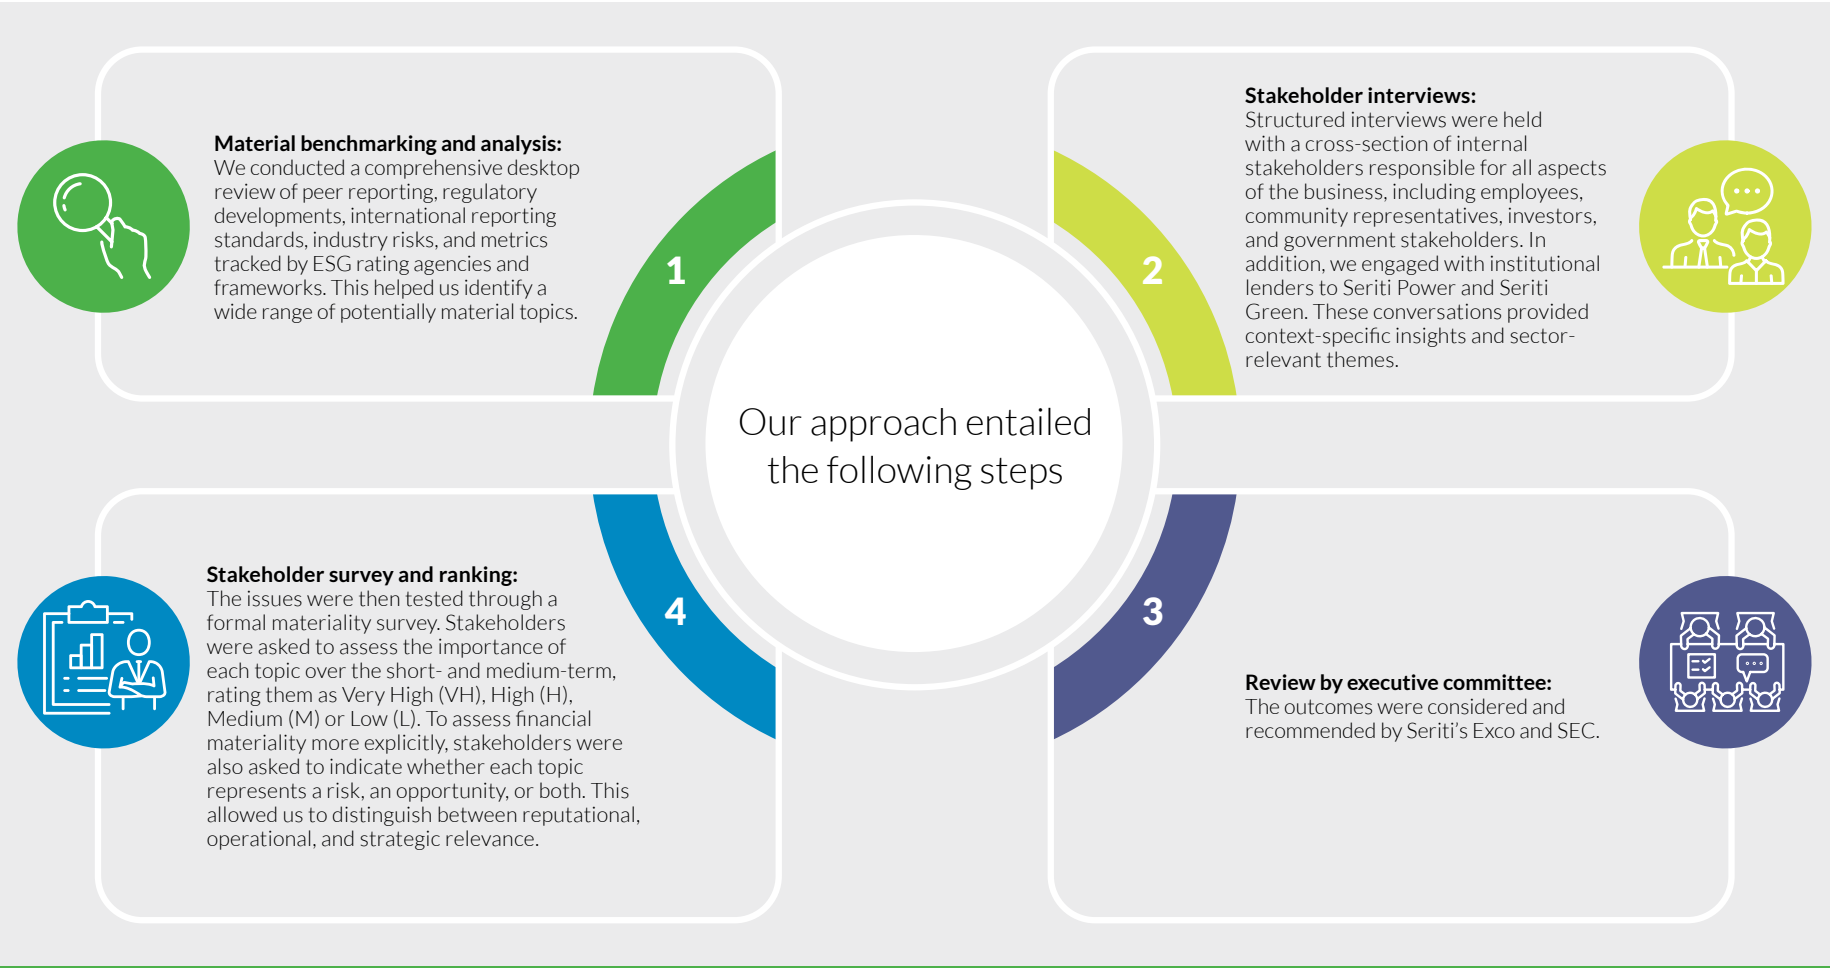 Our approach entailed
the following steps
1
Material benchmarking and analysis:
We conducted a comprehensive desktop
review of peer reporting, regulatory
developments, international reporting
standards, industry risks, and metrics
tracked by ESG rating agencies and
frameworks. This helped us identify a
wide range of potentially material topics.
2
Stakeholder interviews:
Structured interviews were held
with a cross-section of internal
stakeholders responsible for all aspects
of the business, including employees,
community representatives, investors,
and government stakeholders. In
addition, we engaged with institutional
lenders to Seriti Power and Seriti
Green. These conversations provided
context-specific insights and sector-
relevant themes.
3
Review by executive committee:
The outcomes were considered and
recommended by Seriti’s Exco and SEC.
4
Stakeholder survey and ranking:
The issues were then tested through a
formal materiality survey. Stakeholders
were asked to assess the importance of
each topic over the short- and medium-term,
rating them as Very High (VH), High (H),
Medium (M) or Low (L). To assess financial
materiality more explicitly, stakeholders were
also asked to indicate whether each topic
represents a risk, an opportunity, or both. This
allowed us to distinguish between reputational,
operational, and strategic relevance.